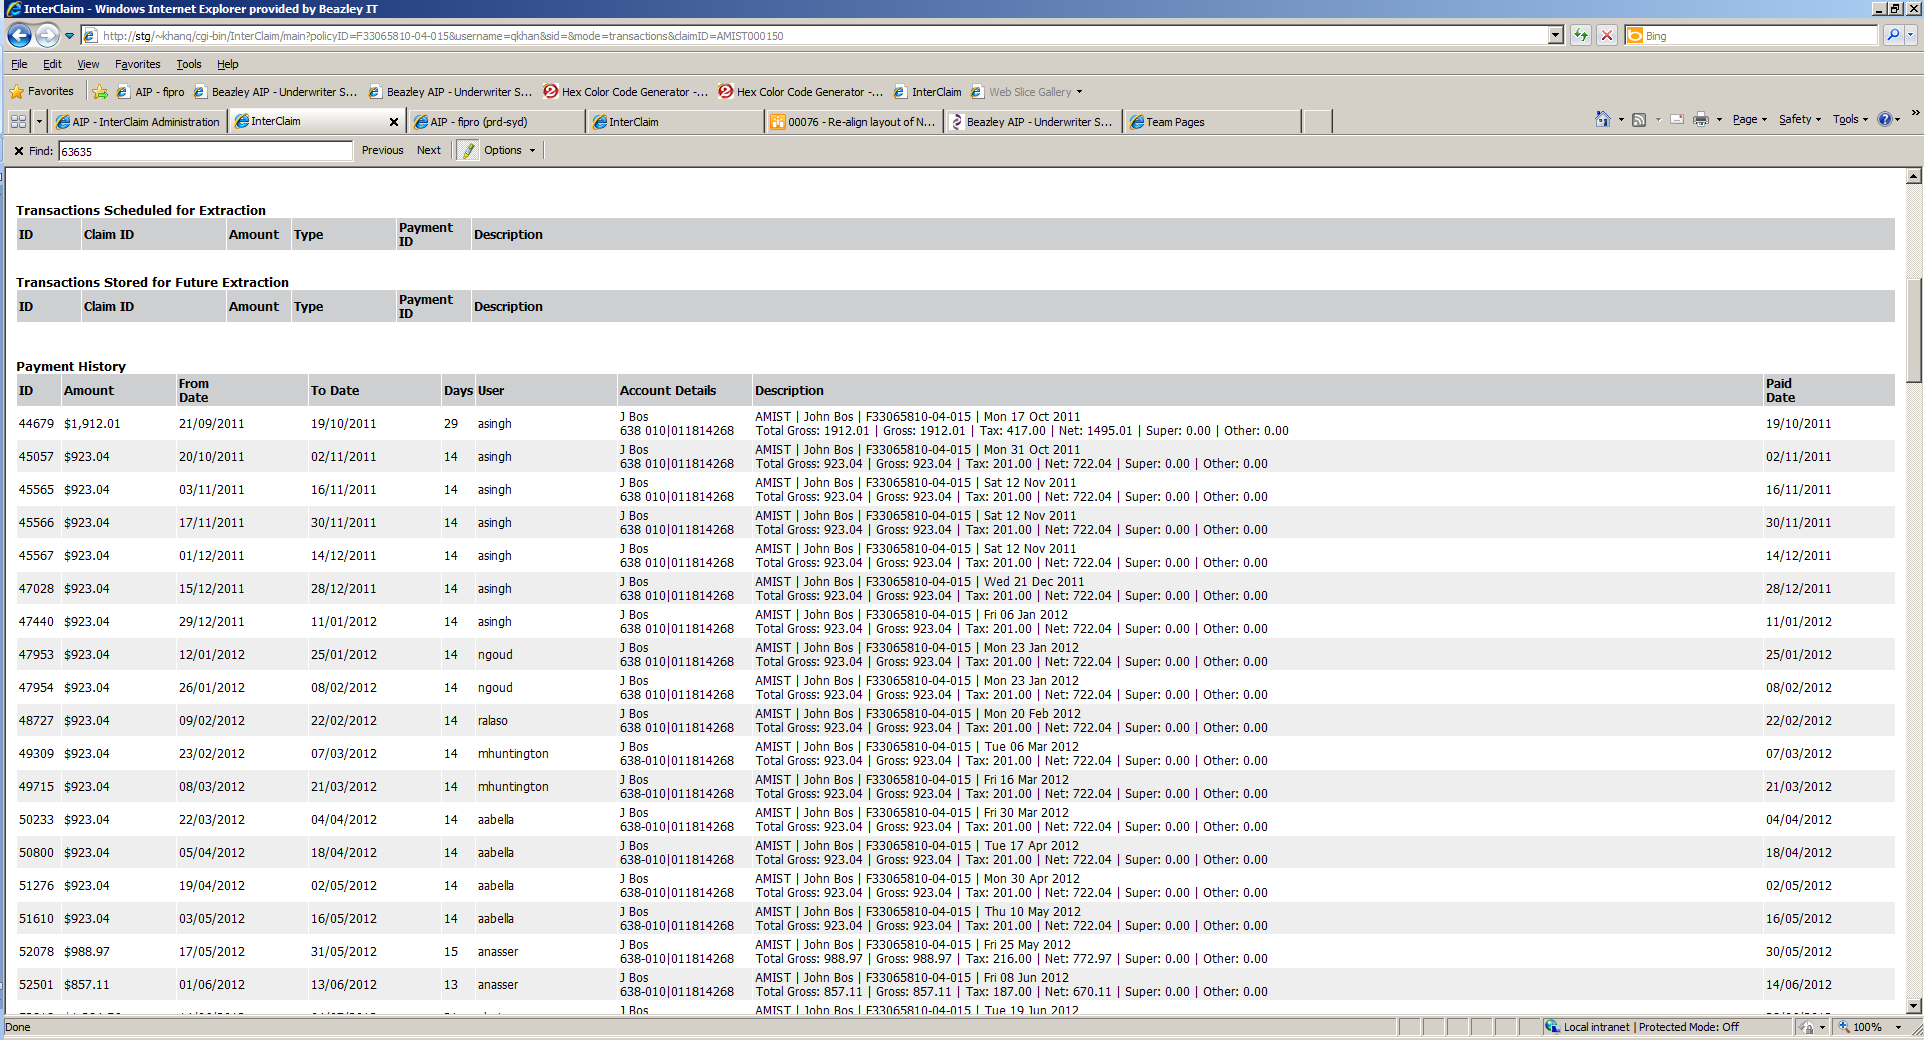 InterClaim - Windows Internet Explorer provided by Beazley IT
http://stg/~khanq/cgi-bin/InterClaim/main?policyID=F33065810-04-015&username=qkhan&sid=&mode=transactions&claimID=AMIST000150
Bing
File Edit View Favorites Tools Help
Favorites AIP - fipro Beazley AIP - Underwriter S... Beazley AIP - Underwriter S... Hex Color Code Generator -... Hex Color Code Generator -... InterClaim Web Slice Gallery
AIP - InterClaim Administration InterClaim AIP - fipro (prd-syd) InterClaim 00076 - Re-align layout of N... Beazley AIP - Underwriter S... Team Pages Page Safety Tools
Find: 63635 Previous Next Options
Transactions Scheduled for Extraction
ID Claim ID Amount Type Payment ID Description
Transactions Stored for Future Extraction
ID Claim ID Amount Type Payment ID Description
Payment History
ID Amount From Date To Date Days User Account Details Description Paid Date
44679 $1,912.01 21/09/2011 19/10/2011 29 asingh J Bos 638 010|011814268 AMIST | John Bos | F33065810-04-015 | Mon 17 Oct 2011 Total Gross: 1912.01 | Gross: 1912.01 | Tax: 417.00 | Net: 1495.01 | Super: 0.00 | Other: 0.00 19/10/2011
45057 $923.04 20/10/2011 02/11/2011 14 asingh J Bos 638 010|011814268 AMIST | John Bos | F33065810-04-015 | Mon 31 Oct 2011 Total Gross: 923.04 | Gross: 923.04 | Tax: 201.00 | Net: 722.04 | Super: 0.00 | Other: 0.00 02/11/2011
45565 $923.04 03/11/2011 16/11/2011 14 asingh J Bos 638 010|011814268 AMIST | John Bos | F33065810-04-015 | Sat 12 Nov 2011 Total Gross: 923.04 | Gross: 923.04 | Tax: 201.00 | Net: 722.04 | Super: 0.00 | Other: 0.00 16/11/2011
45566 $923.04 17/11/2011 30/11/2011 14 asingh J Bos 638 010|011814268 AMIST | John Bos | F33065810-04-015 | Sat 12 Nov 2011 Total Gross: 923.04 | Gross: 923.04 | Tax: 201.00 | Net: 722.04 | Super: 0.00 | Other: 0.00 30/11/2011
45567 $923.04 01/12/2011 14/12/2011 14 asingh J Bos 638 010|011814268 AMIST | John Bos | F33065810-04-015 | Sat 12 Nov 2011 Total Gross: 923.04 | Gross: 923.04 | Tax: 201.00 | Net: 722.04 | Super: 0.00 | Other: 0.00 14/12/2011
47028 $923.04 15/12/2011 28/12/2011 14 asingh J Bos 638 010|011814268 AMIST | John Bos | F33065810-04-015 | Wed 21 Dec 2011 Total Gross: 923.04 | Gross: 923.04 | Tax: 201.00 | Net: 722.04 | Super: 0.00 | Other: 0.00 28/12/2011
47440 $923.04 29/12/2011 11/01/2012 14 asingh J Bos 638 010|011814268 AMIST | John Bos | F33065810-04-015 | Fri 06 Jan 2012 Total Gross: 923.04 | Gross: 923.04 | Tax: 201.00 | Net: 722.04 | Super: 0.00 | Other: 0.00 11/01/2012
47953 $923.04 12/01/2012 25/01/2012 14 ngoud J Bos 638 010|011814268 AMIST | John Bos | F33065810-04-015 | Mon 23 Jan 2012 Total Gross: 923.04 | Gross: 923.04 | Tax: 201.00 | Net: 722.04 | Super: 0.00 | Other: 0.00 25/01/2012
47954 $923.04 26/01/2012 08/02/2012 14 ngoud J Bos 638 010|011814268 AMIST | John Bos | F33065810-04-015 | Mon 23 Jan 2012 Total Gross: 923.04 | Gross: 923.04 | Tax: 201.00 | Net: 722.04 | Super: 0.00 | Other: 0.00 08/02/2012
48727 $923.04 09/02/2012 22/02/2012 14 ralaso J Bos 638-010|011814268 AMIST | John Bos | F33065810-04-015 | Mon 20 Feb 2012 Total Gross: 923.04 | Gross: 923.04 | Tax: 201.00 | Net: 722.04 | Super: 0.00 | Other: 0.00 22/02/2012
49309 $923.04 23/02/2012 07/03/2012 14 mhuntington J Bos 638-010|011814268 AMIST | John Bos | F33065810-04-015 | Tue 06 Mar 2012 Total Gross: 923.04 | Gross: 923.04 | Tax: 201.00 | Net: 722.04 | Super: 0.00 | Other: 0.00 07/03/2012
49715 $923.04 08/03/2012 21/03/2012 14 mhuntington J Bos 638-010|011814268 AMIST | John Bos | F33065810-04-015 | Fri 16 Mar 2012 Total Gross: 923.04 | Gross: 923.04 | Tax: 201.00 | Net: 722.04 | Super: 0.00 | Other: 0.00 21/03/2012
50233 $923.04 22/03/2012 04/04/2012 14 aabella J Bos 638-010|011814268 AMIST | John Bos | F33065810-04-015 | Fri 30 Mar 2012 Total Gross: 923.04 | Gross: 923.04 | Tax: 201.00 | Net: 722.04 | Super: 0.00 | Other: 0.00 04/04/2012
50800 $923.04 05/04/2012 18/04/2012 14 aabella J Bos 638-010|011814268 AMIST | John Bos | F33065810-04-015 | Tue 17 Apr 2012 Total Gross: 923.04 | Gross: 923.04 | Tax: 201.00 | Net: 722.04 | Super: 0.00 | Other: 0.00 18/04/2012
51276 $923.04 19/04/2012 02/05/2012 14 aabella J Bos 638-010|011814268 AMIST | John Bos | F33065810-04-015 | Mon 30 Apr 2012 Total Gross: 923.04 | Gross: 923.04 | Tax: 201.00 | Net: 722.04 | Super: 0.00 | Other: 0.00 02/05/2012
51610 $923.04 03/05/2012 16/05/2012 14 aabella J Bos 638-010|011814268 AMIST | John Bos | F33065810-04-015 | Thu 10 May 2012 Total Gross: 923.04 | Gross: 923.04 | Tax: 201.00 | Net: 722.04 | Super: 0.00 | Other: 0.00 16/05/2012
52078 $988.97 17/05/2012 31/05/2012 15 anasser J Bos 638-010|011814268 AMIST | John Bos | F33065810-04-015 | Fri 25 May 2012 Total Gross: 988.97 | Gross: 988.97 | Tax: 216.00 | Net: 772.97 | Super: 0.00 | Other: 0.00 30/05/2012
52501 $857.11 01/06/2012 13/06/2012 13 anasser J Bos 638-010|011814268 AMIST | John Bos | F33065810-04-015 | Fri 08 Jun 2012 Total Gross: 857.11 | Gross: 857.11 | Tax: 187.00 | Net: 670.11 | Super: 0.00 | Other: 0.00 14/06/2012
J Bos AMIST | John Bos | F33065810-04-015 | Tue 19 Jun 2012
Done Local intranet | Protected Mode: Off 100%